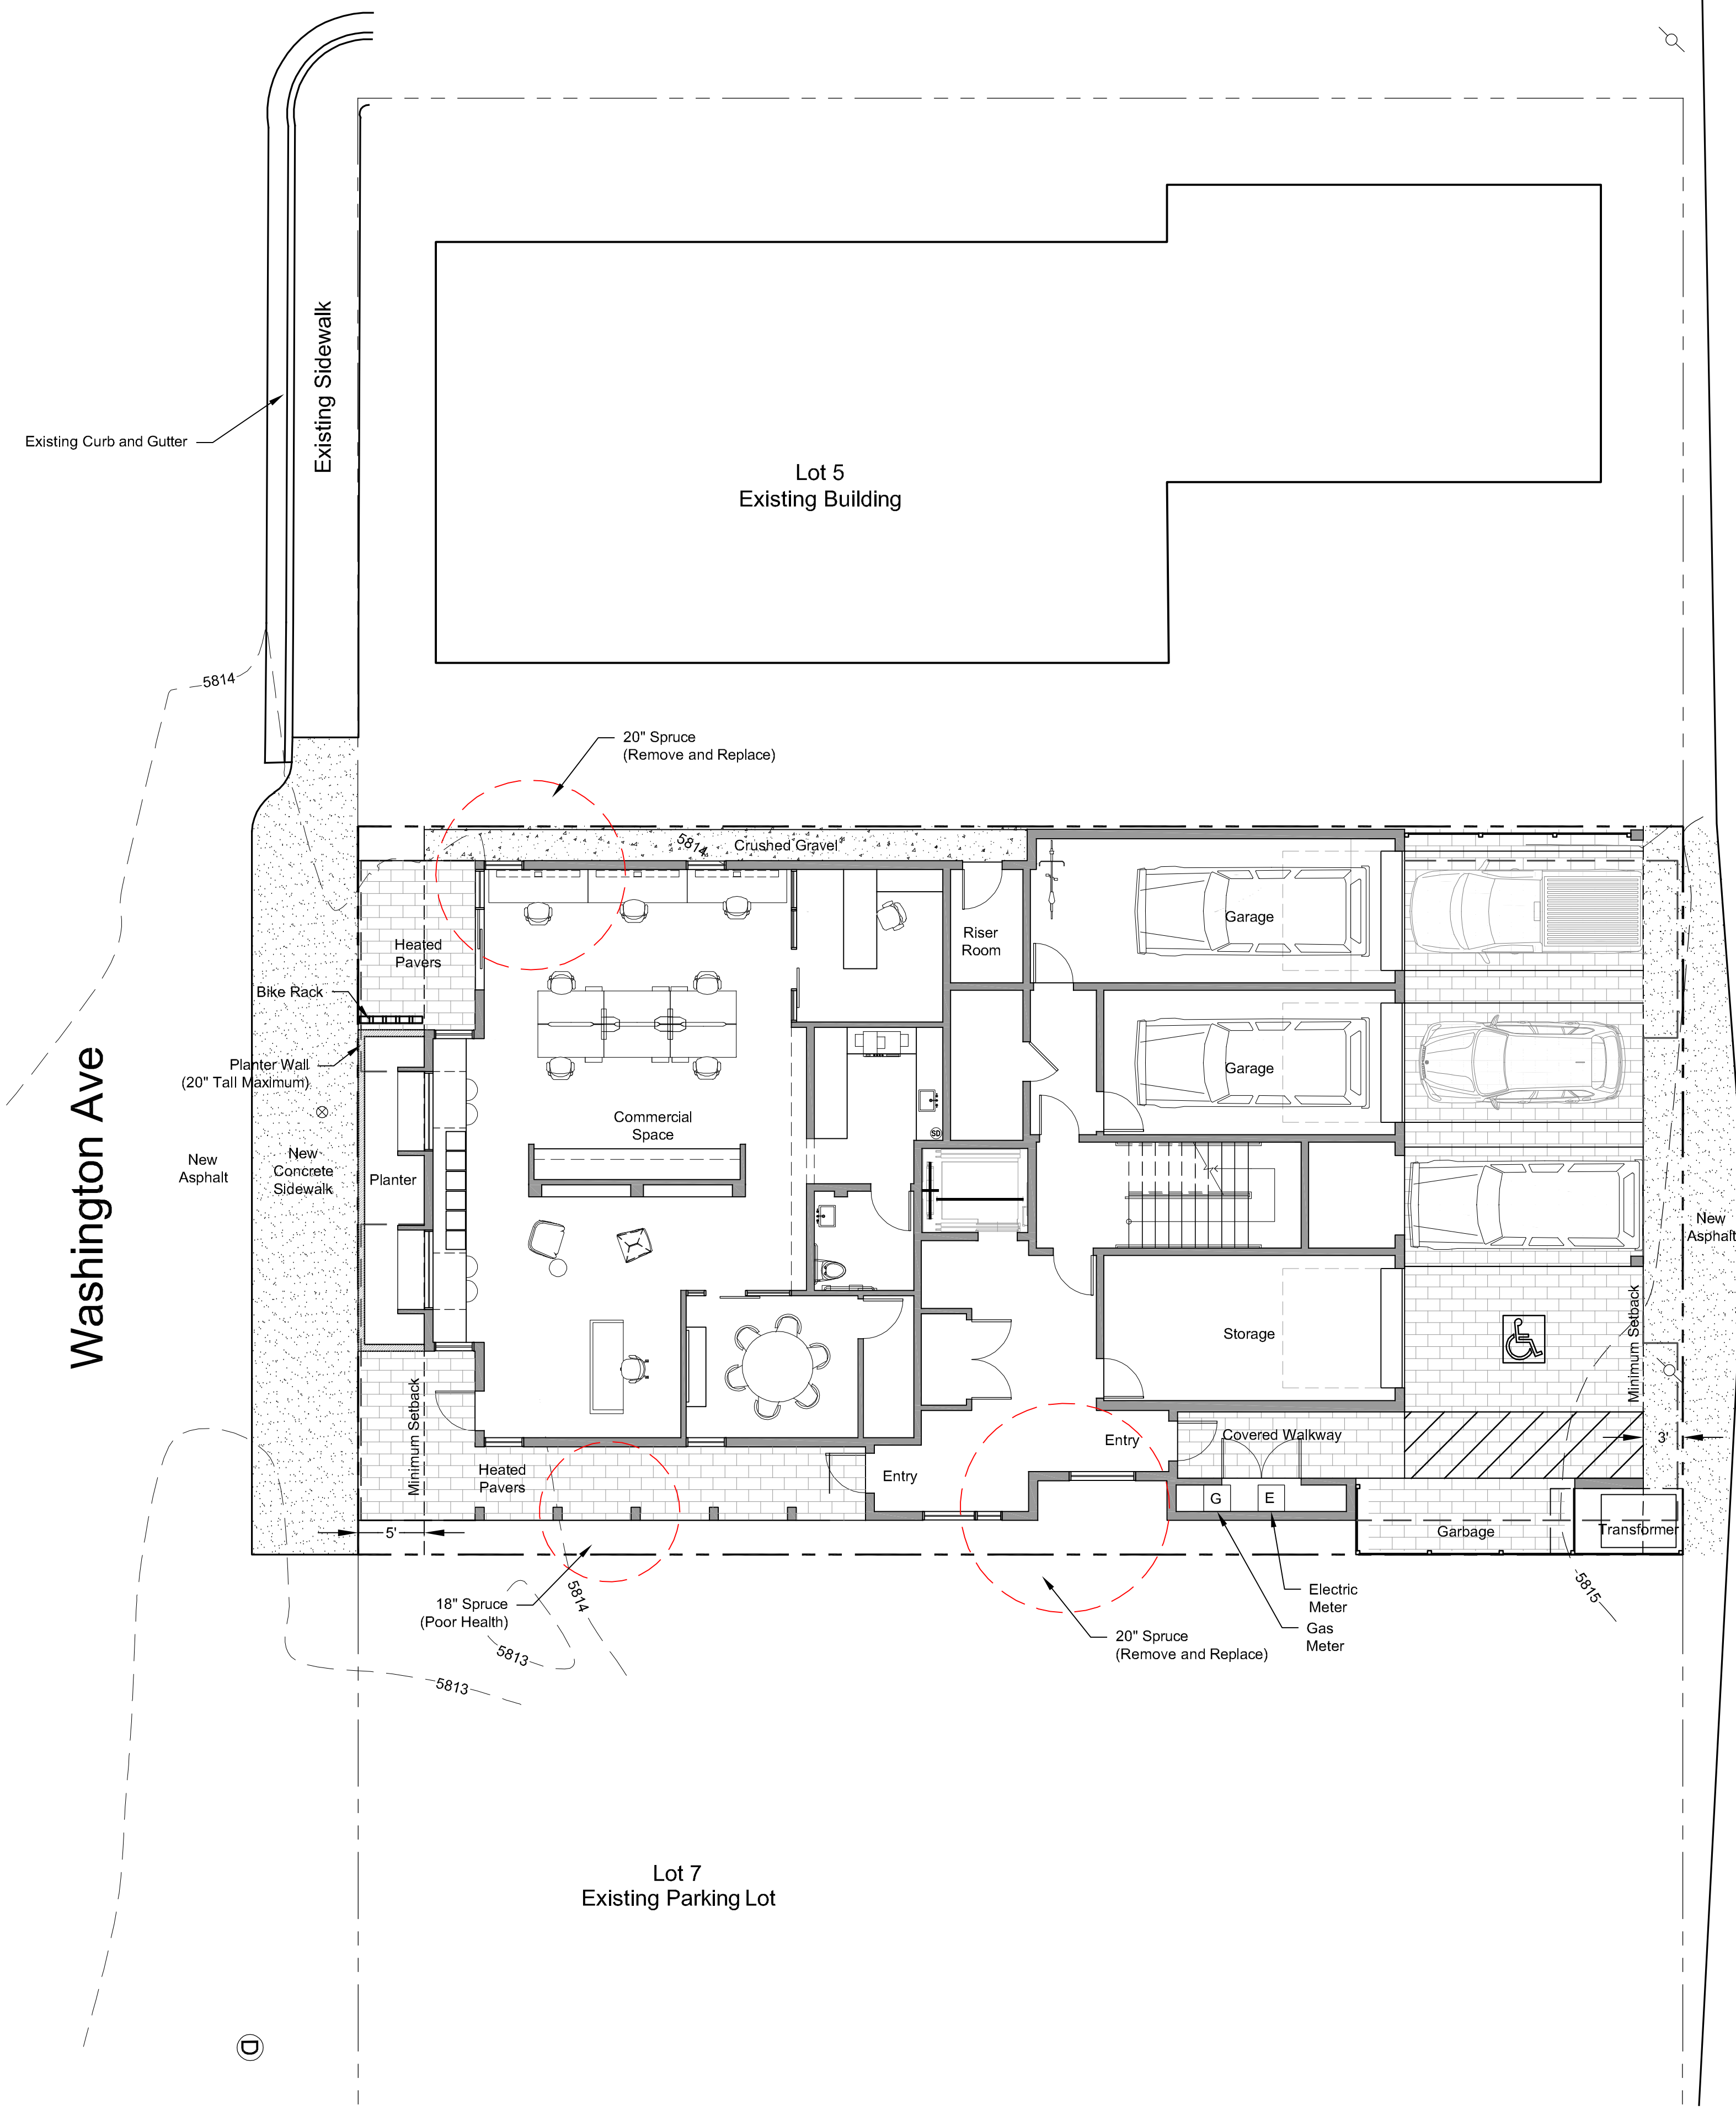 Existing Sidewalk
Existing Curb and Gutter
Lot 5
Existing Building
5814
20" Spruce
(Remove and Replace)
5814
Crushed Gravel
Heated
Pavers
Riser
Room
Garage
Bike Rack
Planter Wall
(20" Tall Maximum)
Garage
Washington Ave
Commercial
Space
SD
New
Asphalt
New
Concrete
Sidewalk
Planter
New
Asphalt
Storage
Minimum Setback
Minimum Setback
Heated
Pavers
Entry
Entry
Covered Walkway
3'
G
E
5'
Garbage
Transformer
18" Spruce
(Poor Health)
5814
5813
5813
20" Spruce
(Remove and Replace)
Electric
Meter
Gas
Meter
5815
Lot 7
Existing Parking Lot
D